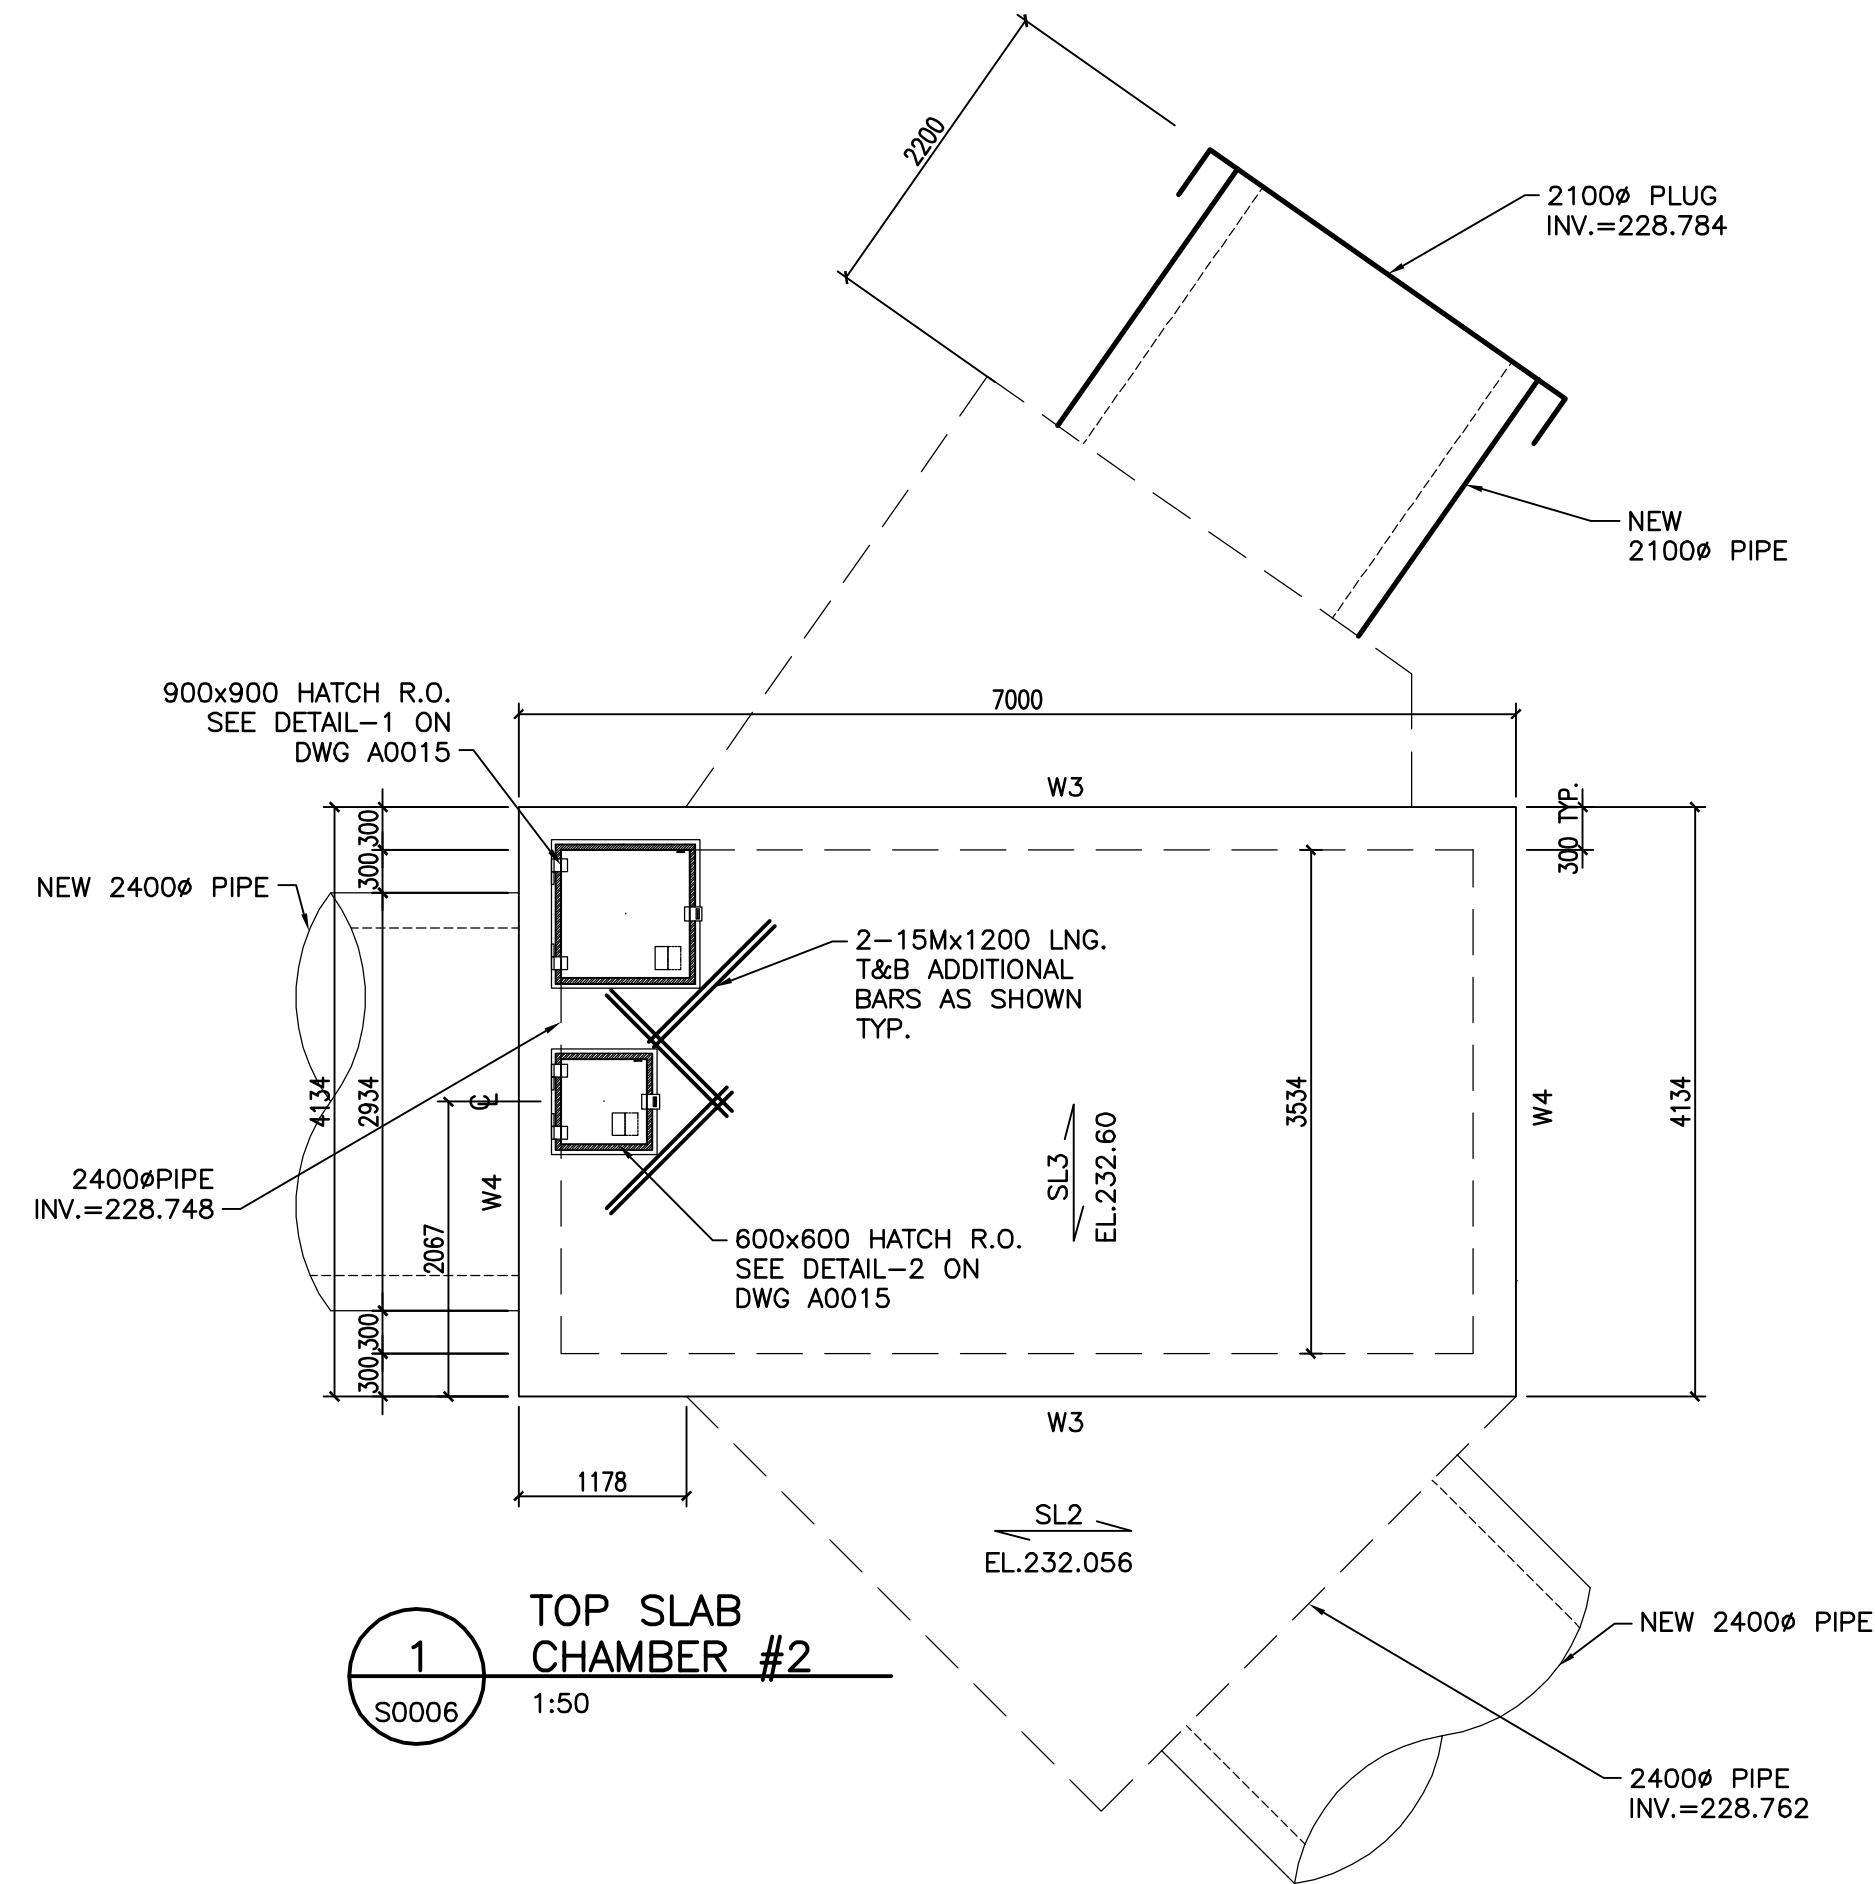 2200
2100ø PLUG
INV.=228.784
NEW
2100ø PIPE
900x900 HATCH R.O.
SEE DETAIL-1 ON
DWG A0015
7000
W3
300 TYP.
300
300
NEW 2400ø PIPE
2-15Mx1200 LNG.
T&B ADDITIONAL
BARS AS SHOWN
TYP.
4134
2934
℄
3534
W4
4134
SL3
EL.232.60
2400øPIPE
INV.=228.748
W4
2067
600x600 HATCH R.O.
SEE DETAIL-2 ON
DWG A0015
300
300
W3
1178
SL2
EL.232.056
TOP SLAB
CHAMBER #2
1
S0006
1:50
NEW 2400ø PIPE
2400ø PIPE
INV.=228.762